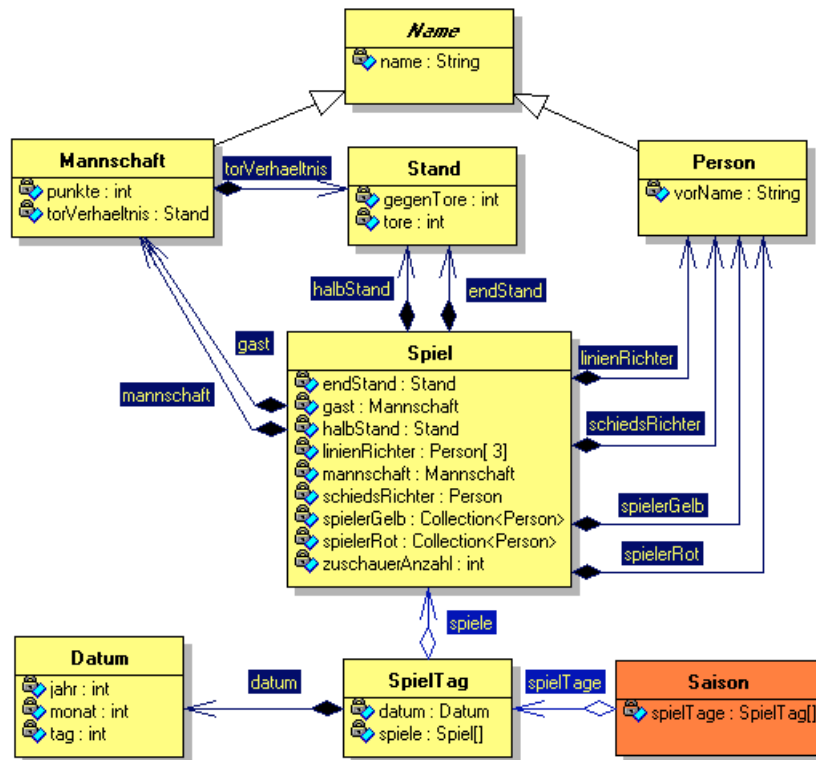 Name
name : String
Mannschaft
punkte : int
torVerhaeltnis : Stand
torVerhaeltnis
Stand
gegenTore : int
tore : int
Person
vorName : String
halbStand
endStand
gast
mannschaft
Spiel
endStand : Stand
gast : Mannschaft
halbStand : Stand
linienRichter : Person[ 3]
mannschaft : Mannschaft
schiedsRichter : Person
spielerGelb : Collection<Person>
spielerRot : Collection<Person>
zuschauerAnzahl : int
linienRichter
schiedsRichter
spielerGelb
spielerRot
spiele
Datum
jahr : int
monat : int
tag : int
datum
SpielTag
datum : Datum
spiele : Spiel[]
spielTage
Saison
spielTage : SpielTag[]